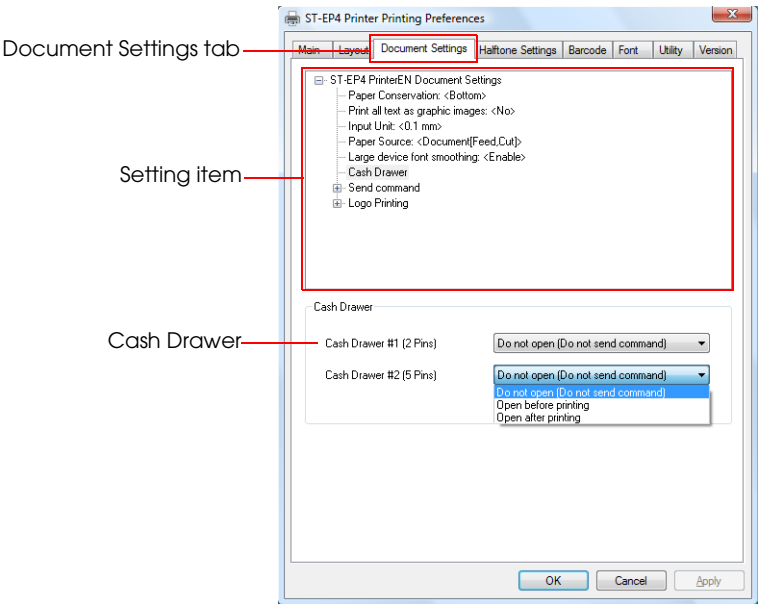 ST-EP4 Printer Printing Preferences
Document Settings tab
Main Layout Document Settings Halftone Settings Barcode Font Utility Version
ST-EP4 PrinterEN Document Settings
Paper Conservation: <Bottom>
Print all text as graphic images: <No>
Input Unit: <0.1 mm>
Paper Source: <Document[Feed,Cut]>
Large device font smoothing: <Enable>
Setting item
Cash Drawer
Send command
Logo Printing
Cash Drawer
Cash Drawer
Cash Drawer #1 (2 Pins) Do not open (Do not send command)
Cash Drawer #2 (5 Pins) Do not open (Do not send command)
Do not open (Do not send command)
Open before printing
Open after printing
OK Cancel Apply